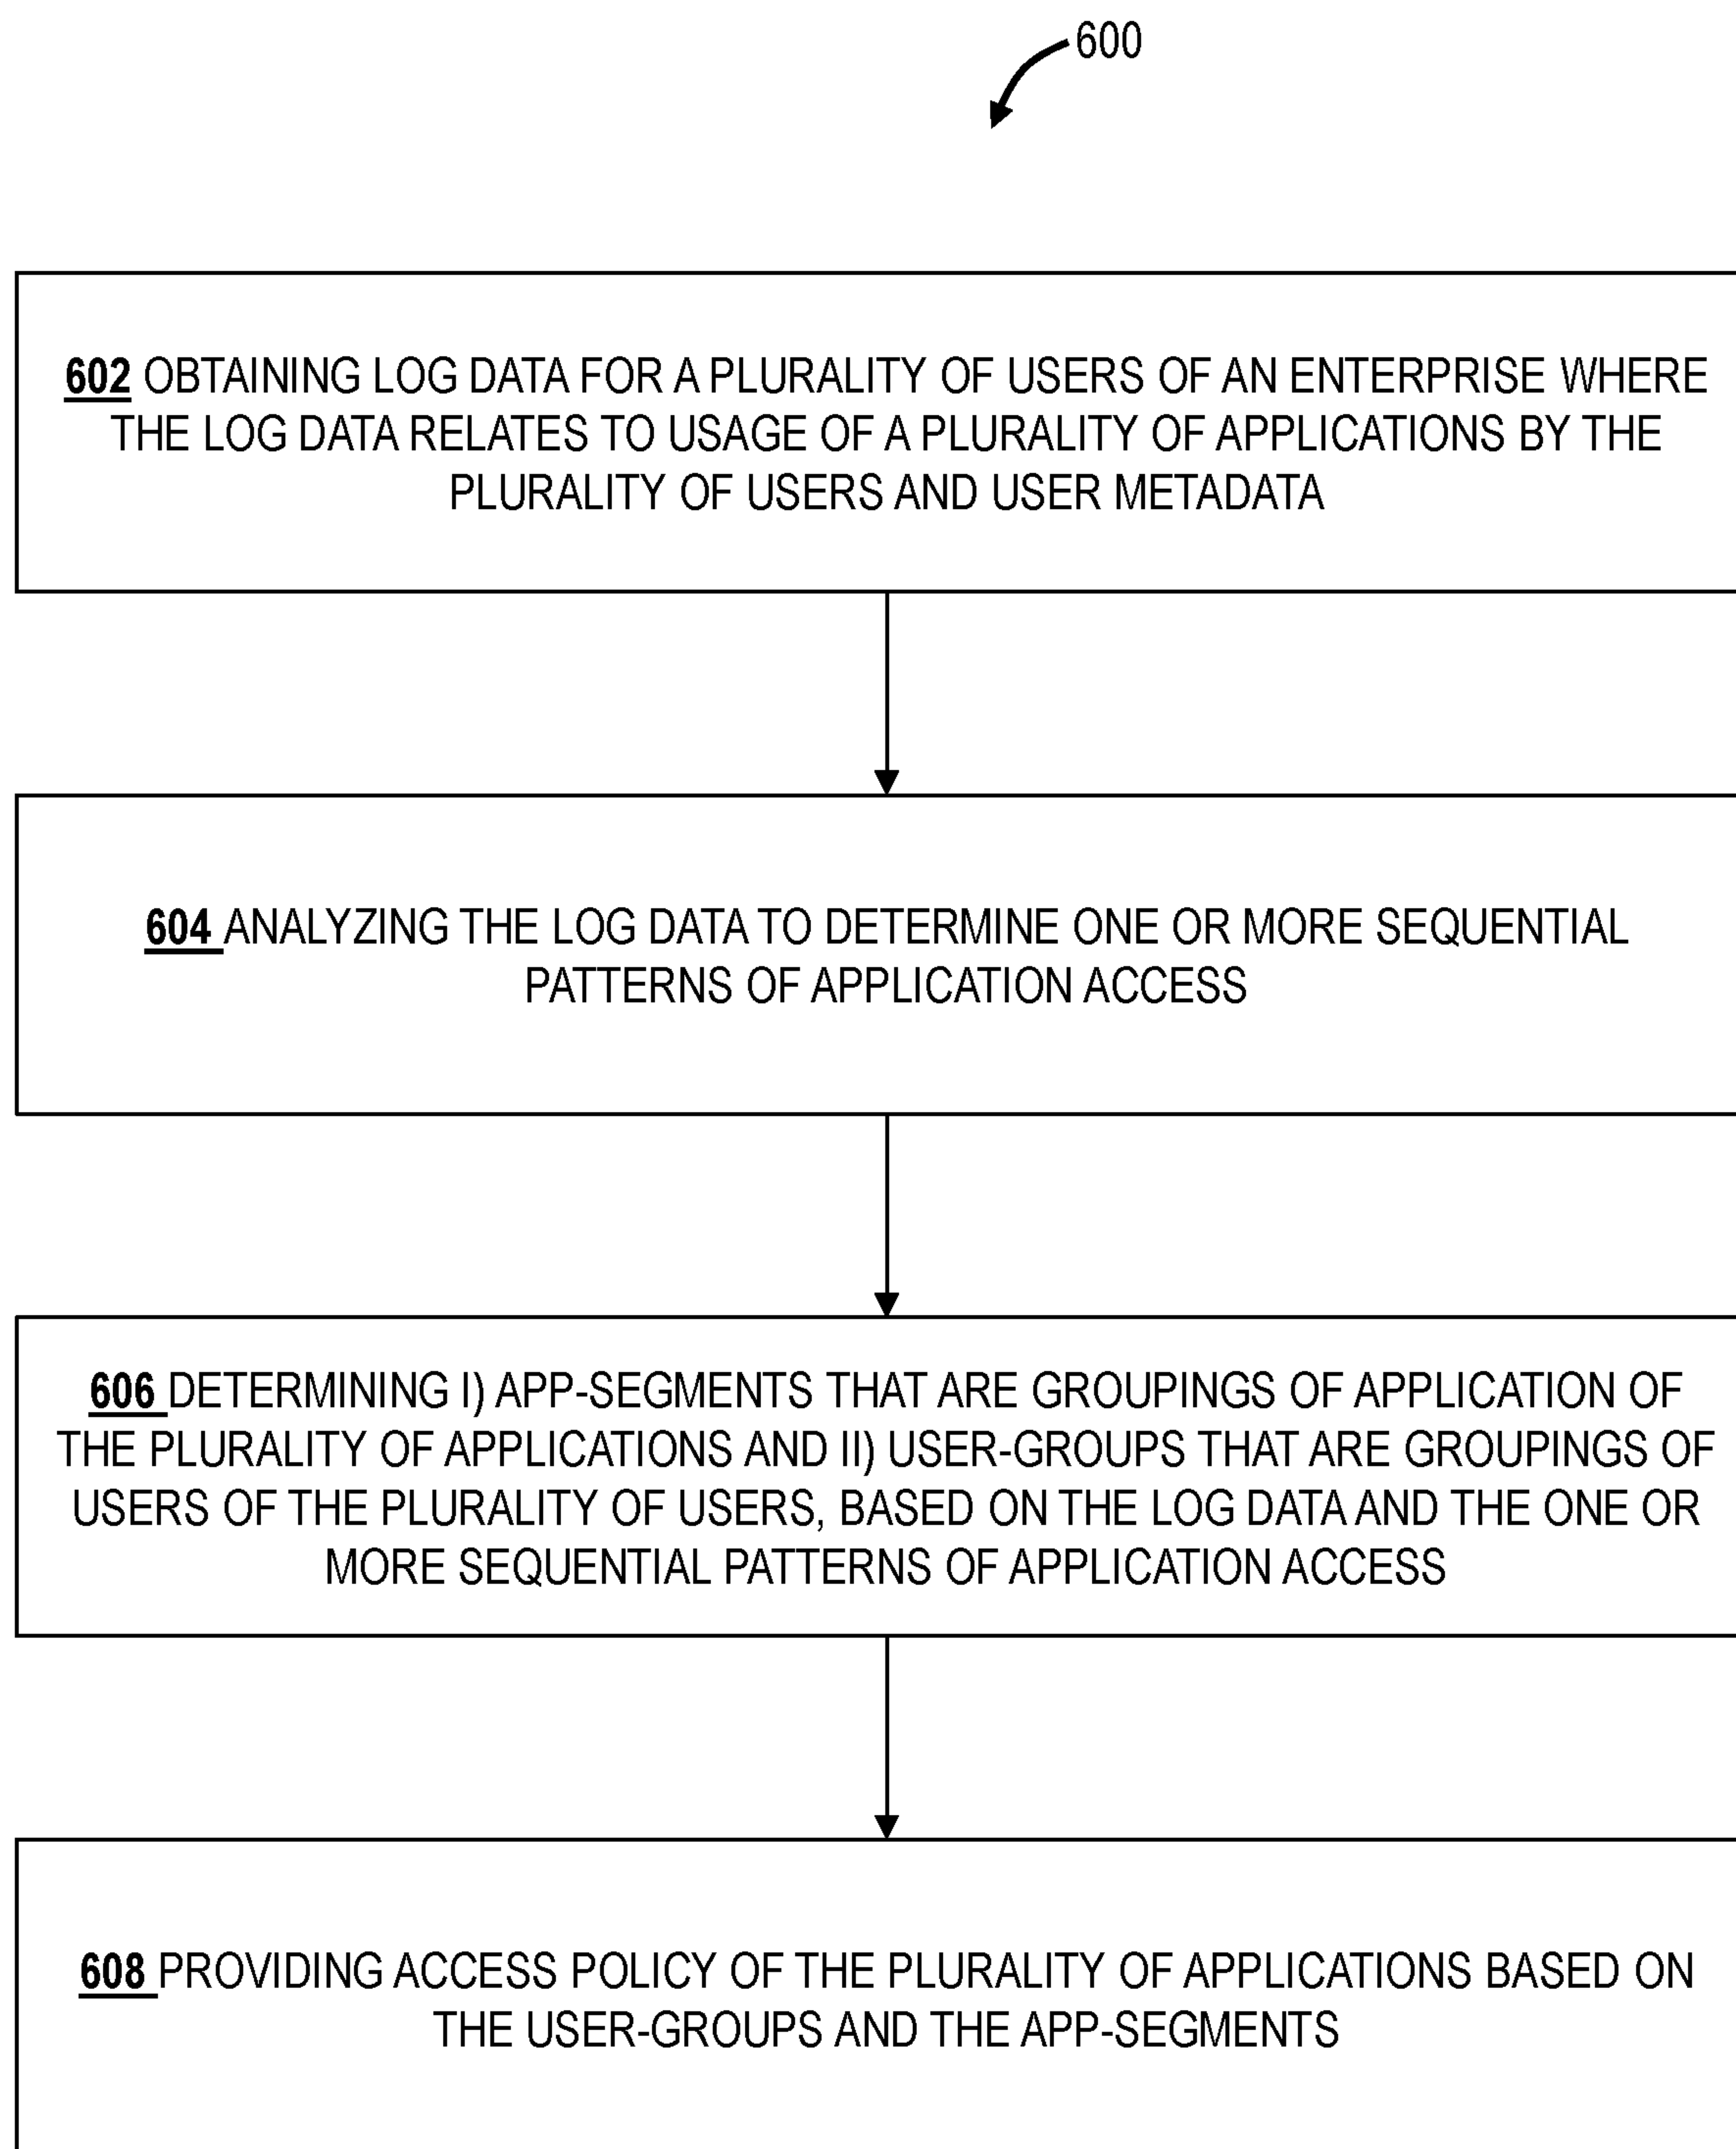 600
602 OBTAINING LOG DATA FOR A PLURALITY OF USERS OF AN ENTERPRISE WHERE
THE LOG DATA RELATES TO USAGE OF A PLURALITY OF APPLICATIONS BY THE
PLURALITY OF USERS AND USER METADATA
604 ANALYZING THE LOG DATA TO DETERMINE ONE OR MORE SEQUENTIAL
PATTERNS OF APPLICATION ACCESS
606 DETERMINING I) APP-SEGMENTS THAT ARE GROUPINGS OF APPLICATION OF
THE PLURALITY OF APPLICATIONS AND II) USER-GROUPS THAT ARE GROUPINGS OF
USERS OF THE PLURALITY OF USERS, BASED ON THE LOG DATA AND THE ONE OR
MORE SEQUENTIAL PATTERNS OF APPLICATION ACCESS
608 PROVIDING ACCESS POLICY OF THE PLURALITY OF APPLICATIONS BASED ON
THE USER-GROUPS AND THE APP-SEGMENTS